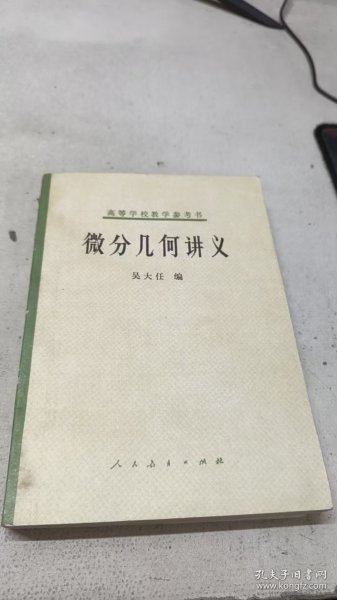 高等学校教学参考书
微分几何讲义
吴大任 编
人民教育出版社
孔夫子旧书网
www.kongfz.com